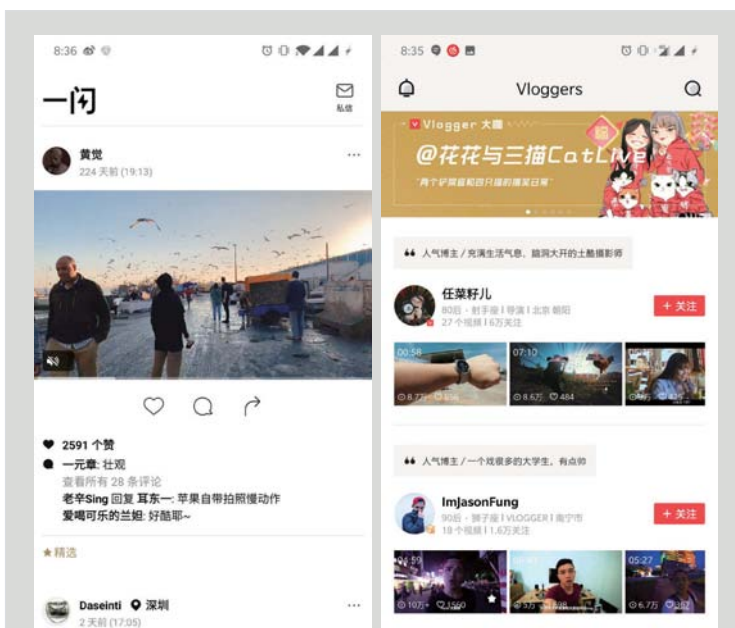 8:36
一闪
私信
黄觉
224 天前 (19:13)
2591 个赞
一元章: 壮观
查看所有 28 条评论
老辛Sing 回复 耳东一: 苹果自带拍照慢动作
爱喝可乐的兰妲: 好酷耶~
★精选
Daseinti 深圳
2 天前 (17:05)
8:35
Vloggers
Vlogger 大咖
@花花与三猫CatLive
"两个铲屎官和四只猫的爆笑日常"
人气博主 / 充满生活气息、脑洞大开的土酷摄影师
任菜籽儿
80后 · 射手座 | 导演 | 北京 朝阳
27 个视频 | 6万关注
+ 关注
00:58
07:10
8.7万
8.6万 484
人气博主 / 一个戏很多的大学生，有点帅
ImJasonFung
90后 · 狮子座 | VLOGGER | 南宁市
18 个视频 | 1.6万关注
+ 关注
04:59
05:27
10万+ 1560
5万 698
6.7万 367